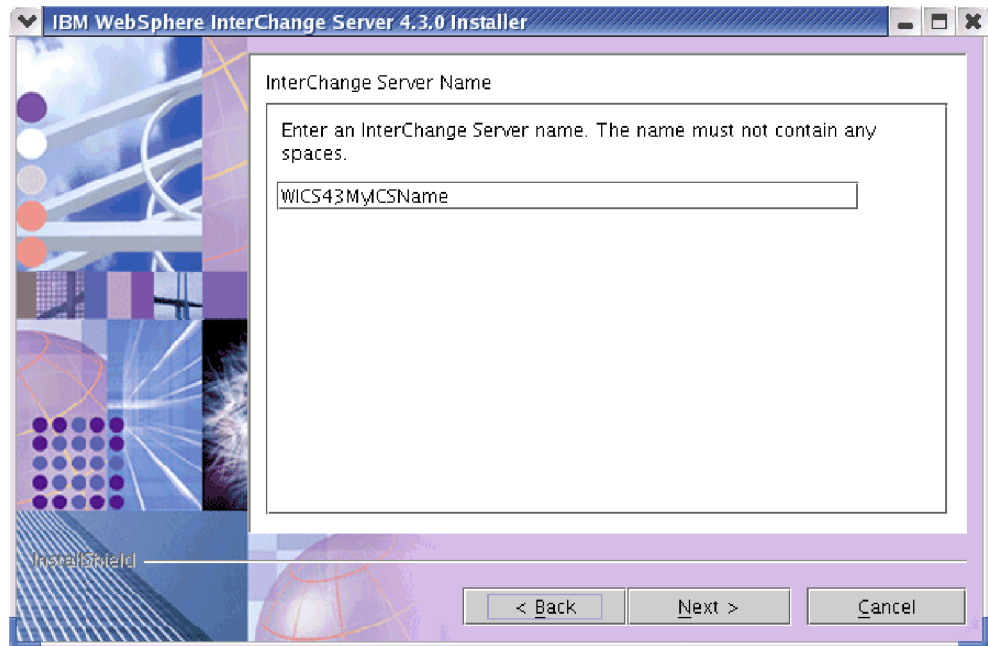 IBM WebSphere InterChange Server 4.3.0 Installer
InterChange Server Name
Enter an InterChange Server name. The name must not contain any
spaces.
WICS43MyICSName
InstallShield
< Back
Next >
Cancel